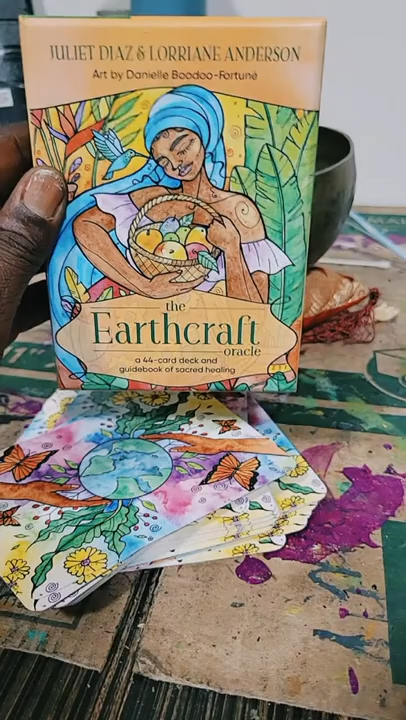 JULIET DIAZ & LORRIANE ANDERSON
Art by Danielle Boodoo-Fortuné
the
Earthcraft
oracle
a 44-card deck and
guidebook of sacred healing